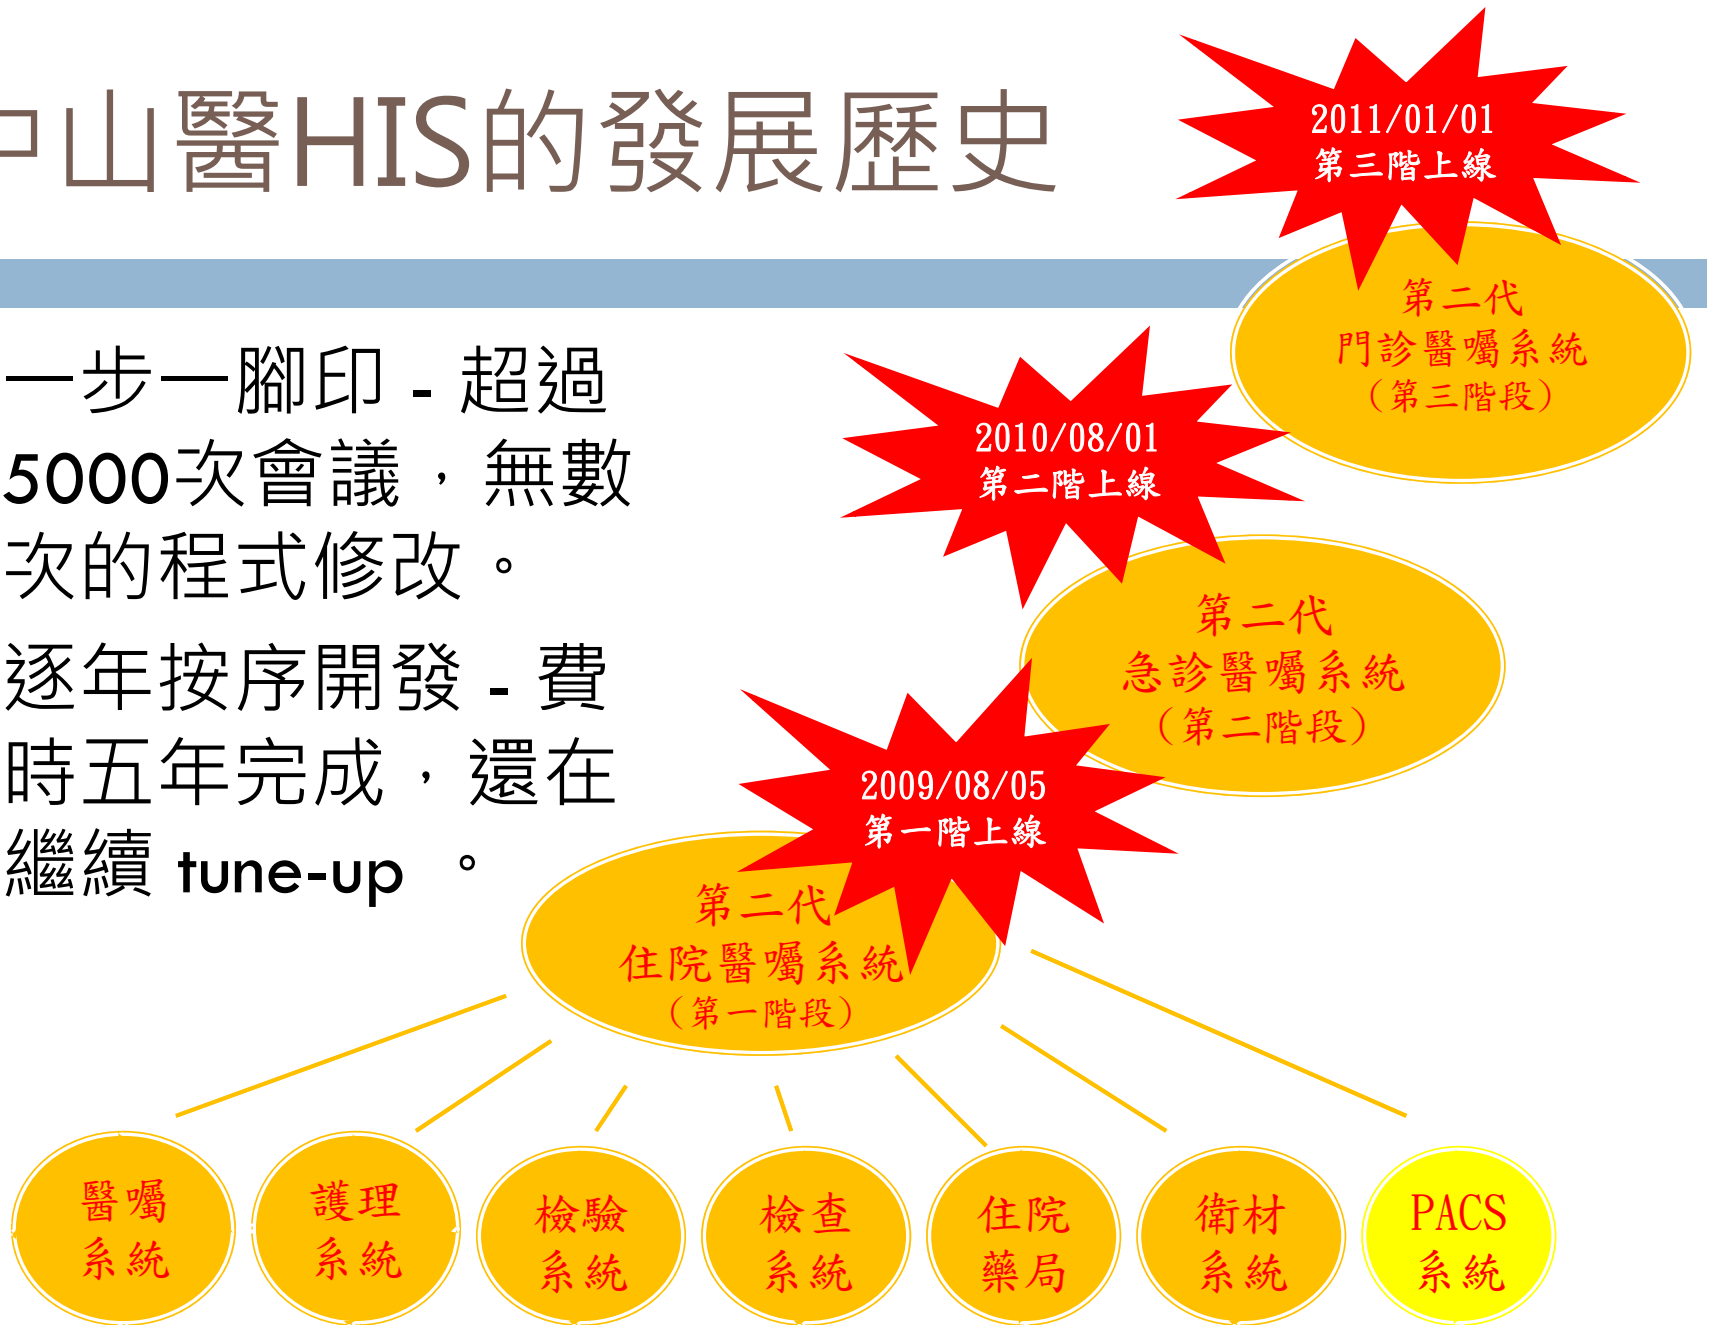 中山醫HIS的發展歷史
2011/01/01
第三階上線
第二代
門診醫囑系統
(第三階段)
一步一腳印 - 超過
5000次會議，無數
次的程式修改。
逐年按序開發 - 費
時五年完成，還在
繼續 tune-up 。
2010/08/01
第二階上線
第二代
急診醫囑系統
(第二階段)
2009/08/05
第一階上線
第二代
住院醫囑系統
(第一階段)
醫囑
系統
護理
系統
檢驗
系統
檢查
系統
住院
藥局
衛材
系統
PACS
系統